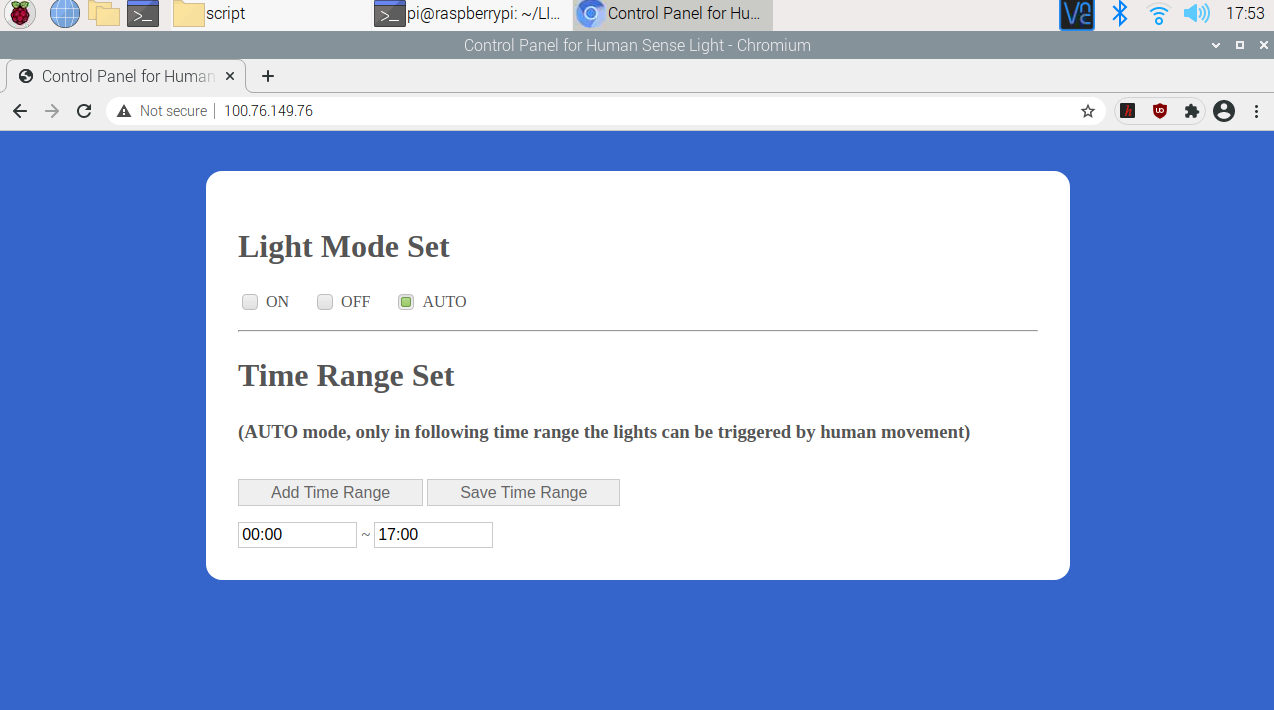 script
pi@raspberrypi: ~/LI...
Control Panel for Hu...
17:53
Control Panel for Human Sense Light - Chromium
Control Panel for Human
Not secure
100.76.149.76
Light Mode Set
ON
OFF
AUTO
Time Range Set
(AUTO mode, only in following time range the lights can be triggered by human movement)
Add Time Range
Save Time Range
00:00 ~ 17:00